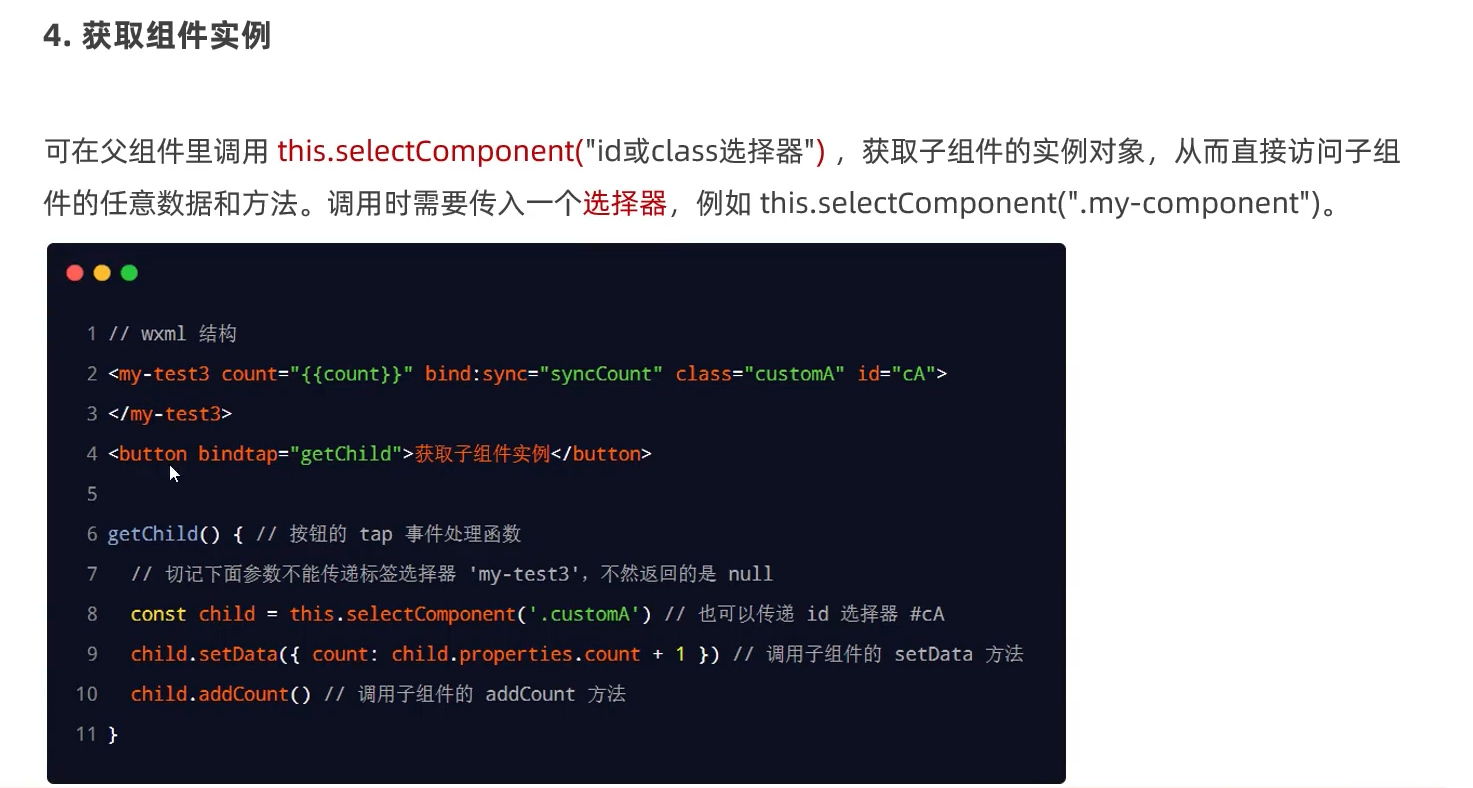 4. 获取组件实例
可在父组件里调用 this.selectComponent("id或class选择器") ，获取子组件的实例对象，从而直接访问子组
件的任意数据和方法。调用时需要传入一个选择器，例如 this.selectComponent(".my-component")。
1 // wxml 结构
2 <my-test3 count="{{count}}" bind:sync="syncCount" class="customA" id="cA">
3 </my-test3>
4 <button bindtap="getChild">获取子组件实例</button>
5
6 getChild() { // 按钮的 tap 事件处理函数
7 // 切记下面参数不能传递标签选择器 'my-test3'，不然返回的是 null
8 const child = this.selectComponent('.customA') // 也可以传递 id 选择器 #cA
9 child.setData({ count: child.properties.count + 1 }) // 调用子组件的 setData 方法
10 child.addCount() // 调用子组件的 addCount 方法
11 }